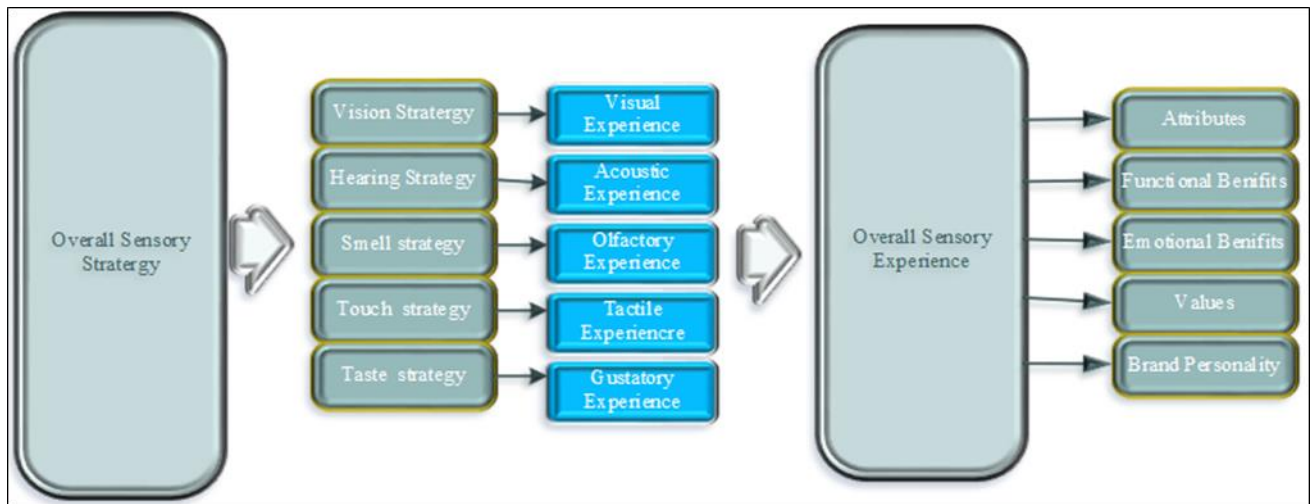 Overall Sensory
Stratergy
Vision Stratergy
Hearing Strategy
Smell strategy
Touch strategy
Taste strategy
Visual
Experience
Acoustic
Experience
Olfactory
Experience
Tactile
Experiencre
Gustatory
Experience
Overall Sensory
Experience
Attributes
Functional Benifits
Emotional Benifits
Values
Brand Personality